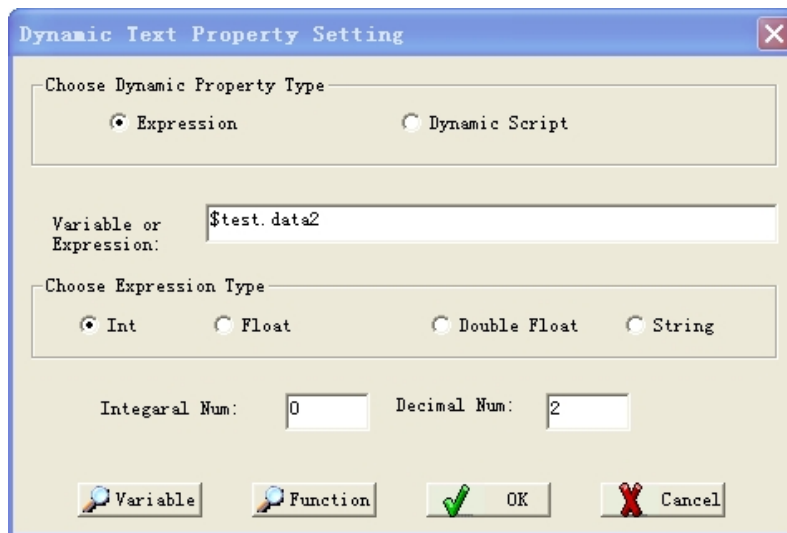 Dynamic Text Property Setting
Choose Dynamic Property Type
Expression
Dynamic Script
Variable or
Expression:
$test.data2
Choose Expression Type
Int
Float
Double Float
String
Integaral Num:
0
Decimal Num:
2
Variable
Function
OK
Cancel